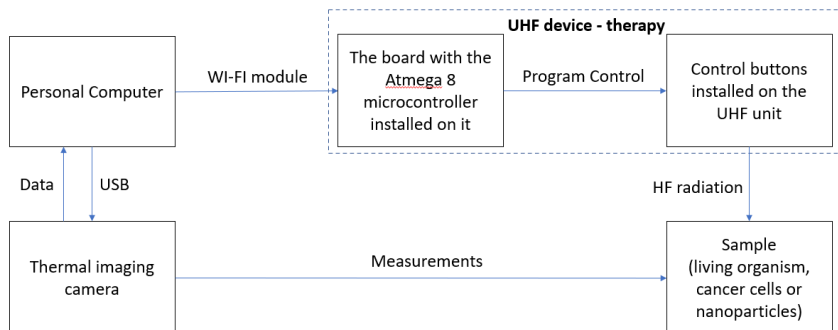 UHF device - therapy
Personal Computer
WI-FI module
The board with the
Atmega 8
microcontroller
installed on it
Program Control
Control buttons
installed on the
UHF unit
Data
USB
HF radiation
Thermal imaging
camera
Measurements
Sample
(living organism,
cancer cells or
nanoparticles)